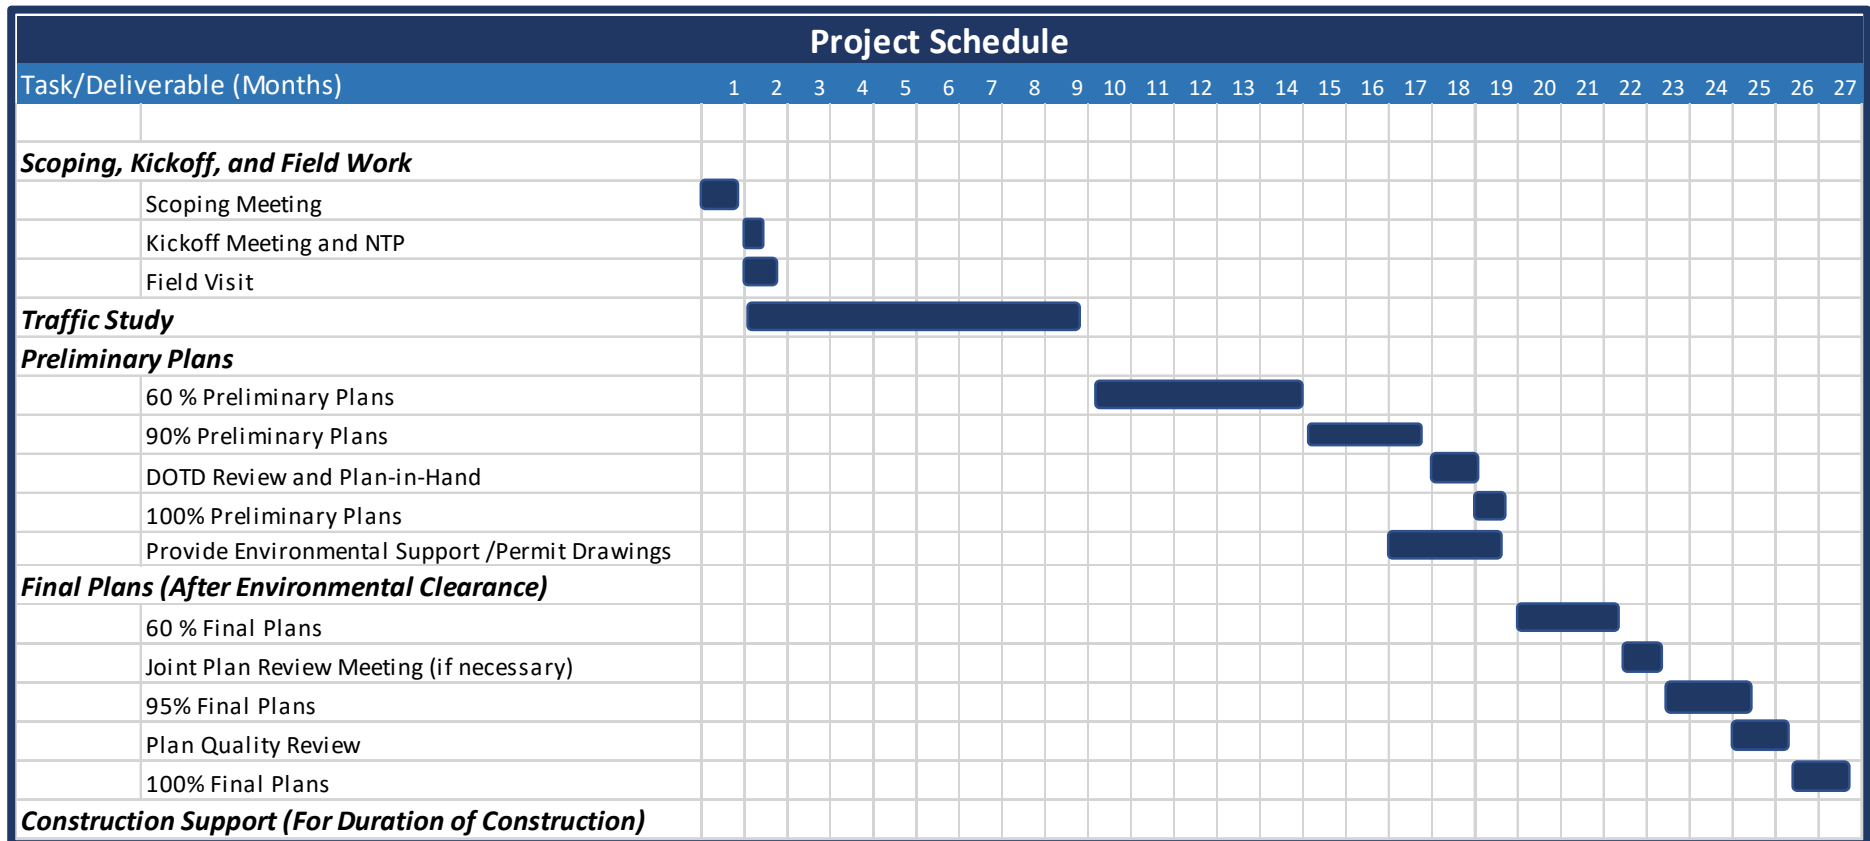 Project Schedule
Task/Deliverable (Months) 1 2 3 4 5 6 7 8 9 10 11 12 13 14 15 16 17 18 19 20 21 22 23 24 25 26 27
Scoping, Kickoff, and Field Work
Scoping Meeting
Kickoff Meeting and NTP
Field Visit
Traffic Study
Preliminary Plans
60 % Preliminary Plans
90% Preliminary Plans
DOTD Review and Plan-in-Hand
100% Preliminary Plans
Provide Environmental Support /Permit Drawings
Final Plans (After Environmental Clearance)
60 % Final Plans
Joint Plan Review Meeting (if necessary)
95% Final Plans
Plan Quality Review
100% Final Plans
Construction Support (For Duration of Construction)